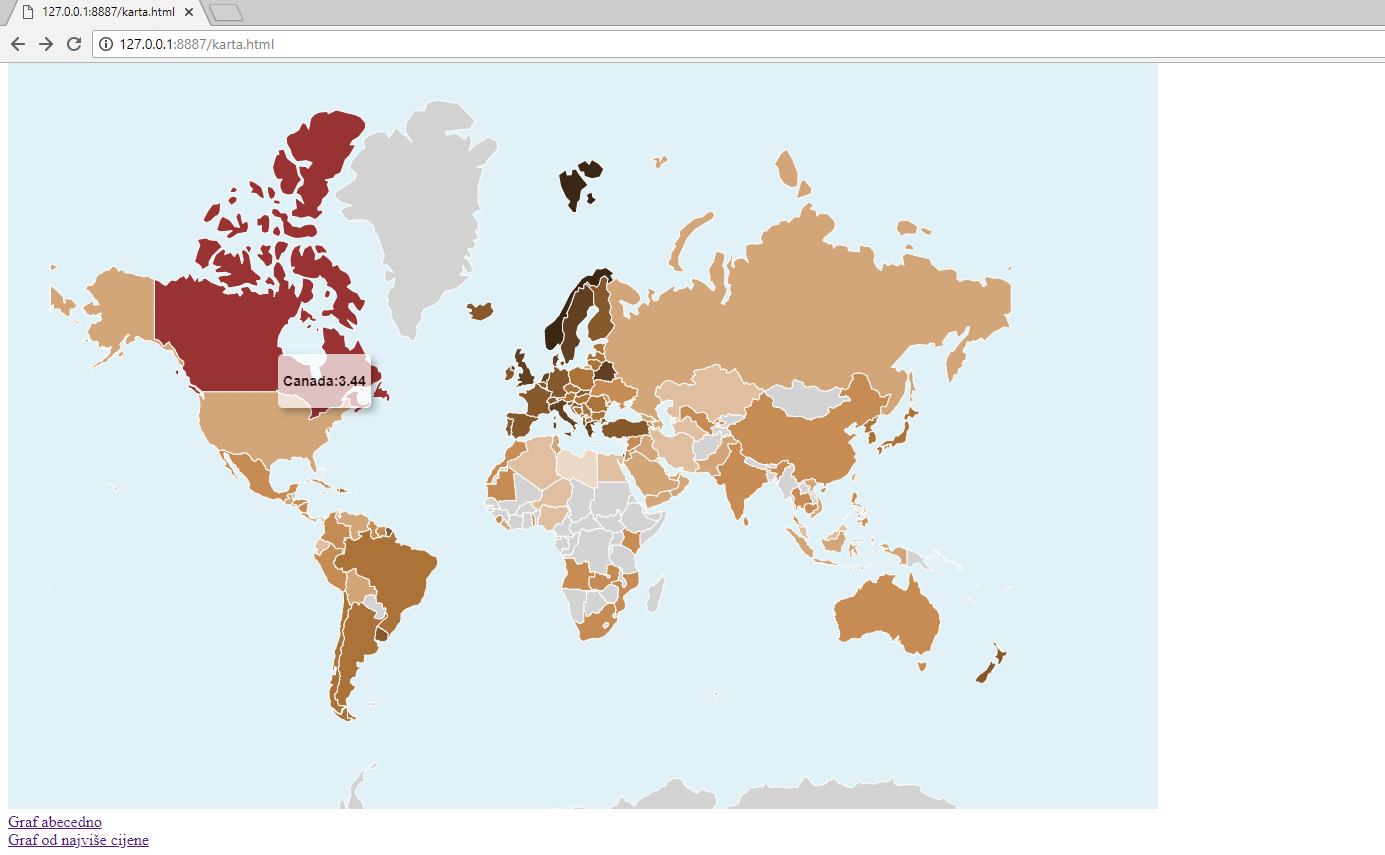 127.0.0.1:8887/karta.html
127.0.0.1:8887/karta.html
Canada:3.44
Graf abecedno
Graf od najviše cijene